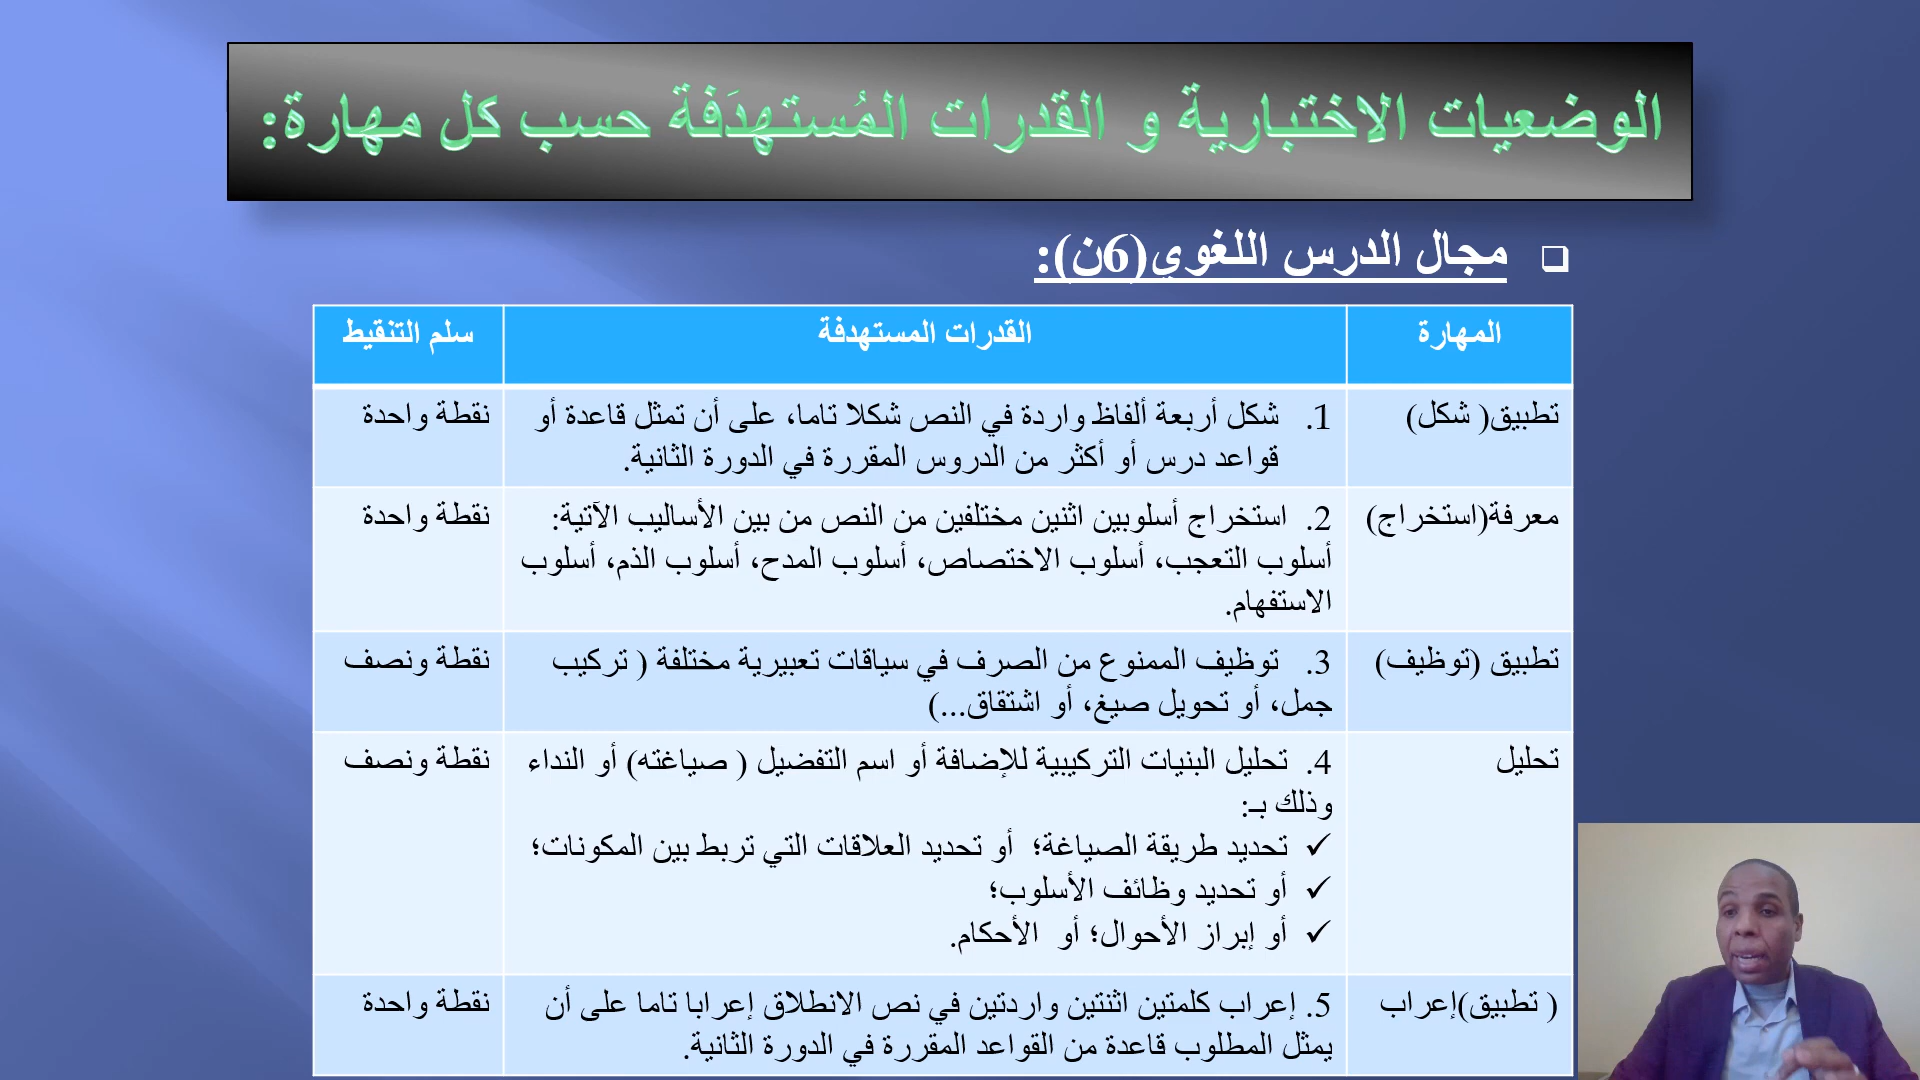 الوضعيات الاختبارية و القدرات المُستهدَفة حسب كل مهارة:
❑ مجال الدرس اللغوي(6ن):
المهارة
القدرات المستهدفة
سلم التنقيط
تطبيق( شكل)
1. شكل أربعة ألفاظ واردة في النص شكلا تاما، على أن تمثل قاعدة أو
قواعد درس أو أكثر من الدروس المقررة في الدورة الثانية.
نقطة واحدة
معرفة(استخراج)
2. استخراج أسلوبين اثنين مختلفين من النص من بين الأساليب الآتية:
أسلوب التعجب، أسلوب الاختصاص، أسلوب المدح، أسلوب الذم، أسلوب
الاستفهام.
نقطة واحدة
تطبيق (توظيف)
3. توظيف الممنوع من الصرف في سياقات تعبيرية مختلفة ( تركيب
جمل، أو تحويل صيغ، أو اشتقاق...)
نقطة ونصف
تحليل
4. تحليل البنيات التركيبية للإضافة أو اسم التفضيل ( صياغته) أو النداء
وذلك بـ:
✓ تحديد طريقة الصياغة؛ أو تحديد العلاقات التي تربط بين المكونات؛
✓ أو تحديد وظائف الأسلوب؛
✓ أو إبراز الأحوال؛ أو الأحكام.
نقطة ونصف
( تطبيق)إعراب
5. إعراب كلمتين اثنتين واردتين في نص الانطلاق إعرابا تاما على أن
يمثل المطلوب قاعدة من القواعد المقررة في الدورة الثانية.
نقطة واحدة